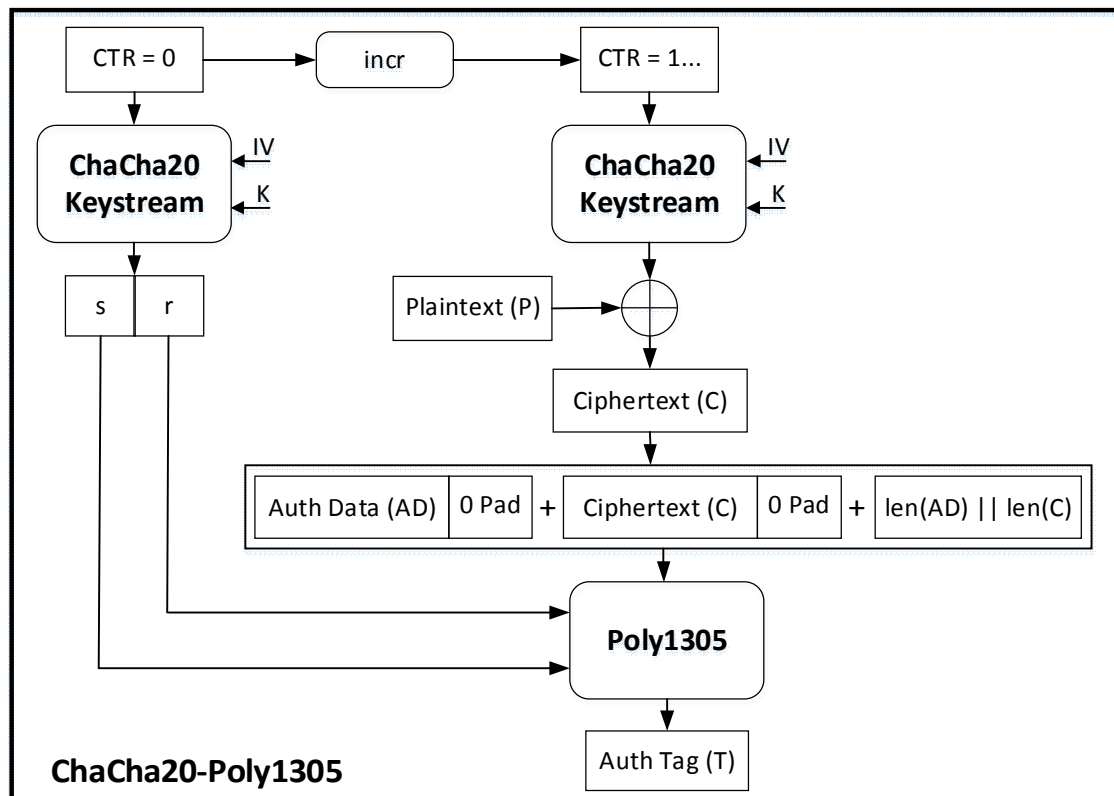 CTR = 0
incr
CTR = 1...
ChaCha20
Keystream
IV
K
ChaCha20
Keystream
IV
K
s
r
Plaintext (P)
Ciphertext (C)
Auth Data (AD)
0 Pad
+
Ciphertext (C)
0 Pad
+
len(AD) || len(C)
Poly1305
Auth Tag (T)
ChaCha20-Poly1305